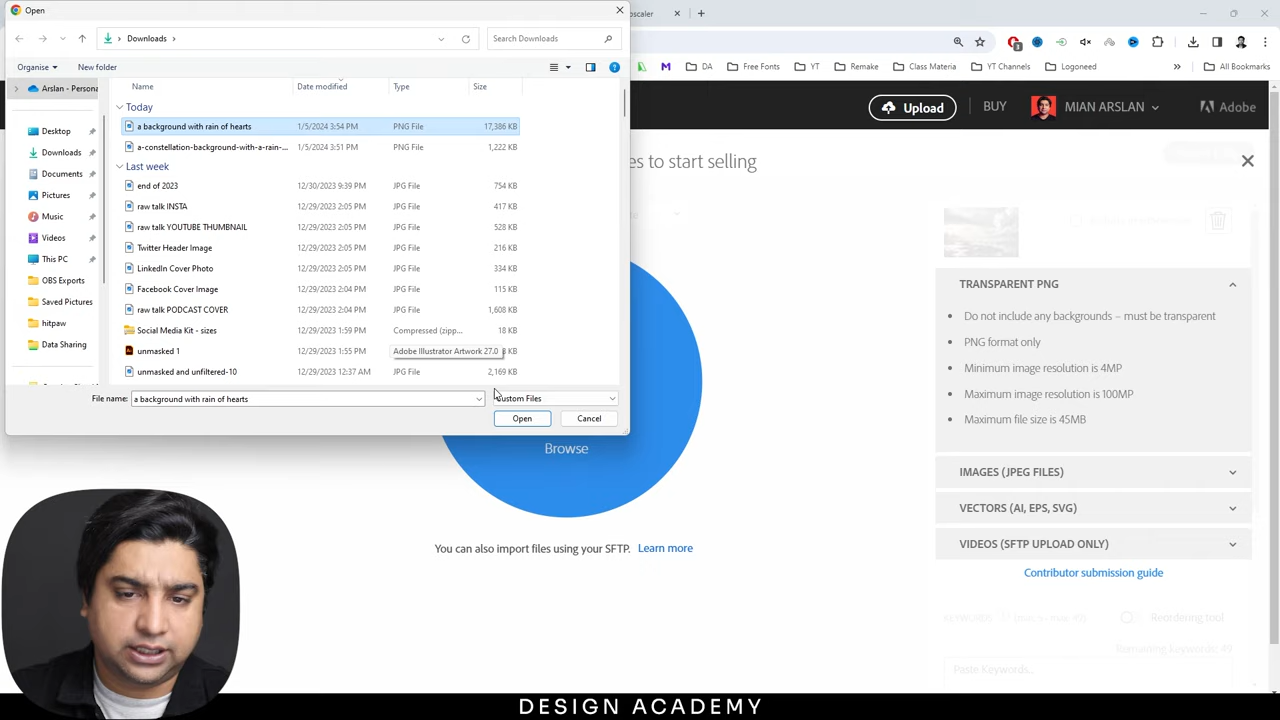 Open
scaler
Downloads
Search Downloads
Organise
New folder
Free Fonts
YT
Remake
Class Materia
YT Channels
Logoneed
All Bookmarks
DA
Arslan - Persona
Desktop
Downloads
Documents
Pictures
Music
Videos
This PC
OBS Exports
Saved Pictures
hitpaw
Data Sharing
Name Date modified Type Size
Today
a background with rain of hearts 1/5/2024 3:54 PM PNG File 17,386 KB
a-constellation-background-with-a-rain-... 1/5/2024 3:51 PM PNG File 1,222 KB
Last week
end of 2023 12/30/2023 9:39 PM JPG File 754 KB
raw talk INSTA 12/29/2023 2:05 PM JPG File 417 KB
raw talk YOUTUBE THUMBNAIL 12/29/2023 2:05 PM JPG File 528 KB
Twitter Header Image 12/29/2023 2:05 PM JPG File 216 KB
LinkedIn Cover Photo 12/29/2023 2:05 PM JPG File 334 KB
Facebook Cover Image 12/29/2023 2:04 PM JPG File 115 KB
raw talk PODCAST COVER 12/29/2023 2:04 PM JPG File 1,608 KB
Social Media Kit - sizes 12/29/2023 1:59 PM Compressed (zipp... 18 KB
unmasked 1 12/29/2023 1:55 PM Adobe Illustrator Artwork 27.0 KB
unmasked and unfiltered-10 12/29/2023 12:37 AM JPG File 2,169 KB
File name: a background with rain of hearts
Custom Files
Open Cancel
Upload
BUY
MIAN ARSLAN
Adobe
es to start selling
Browse
You can also import files using your SFTP. Learn more
TRANSPARENT PNG
Do not include any backgrounds – must be transparent
PNG format only
Minimum image resolution is 4MP
Maximum image resolution is 100MP
Maximum file size is 45MB
IMAGES (JPEG FILES)
VECTORS (AI, EPS, SVG)
VIDEOS (SFTP UPLOAD ONLY)
Contributor submission guide
Reordering tool
Remaining keywords: 49
Paste Keywords...
DESIGN ACADEMY